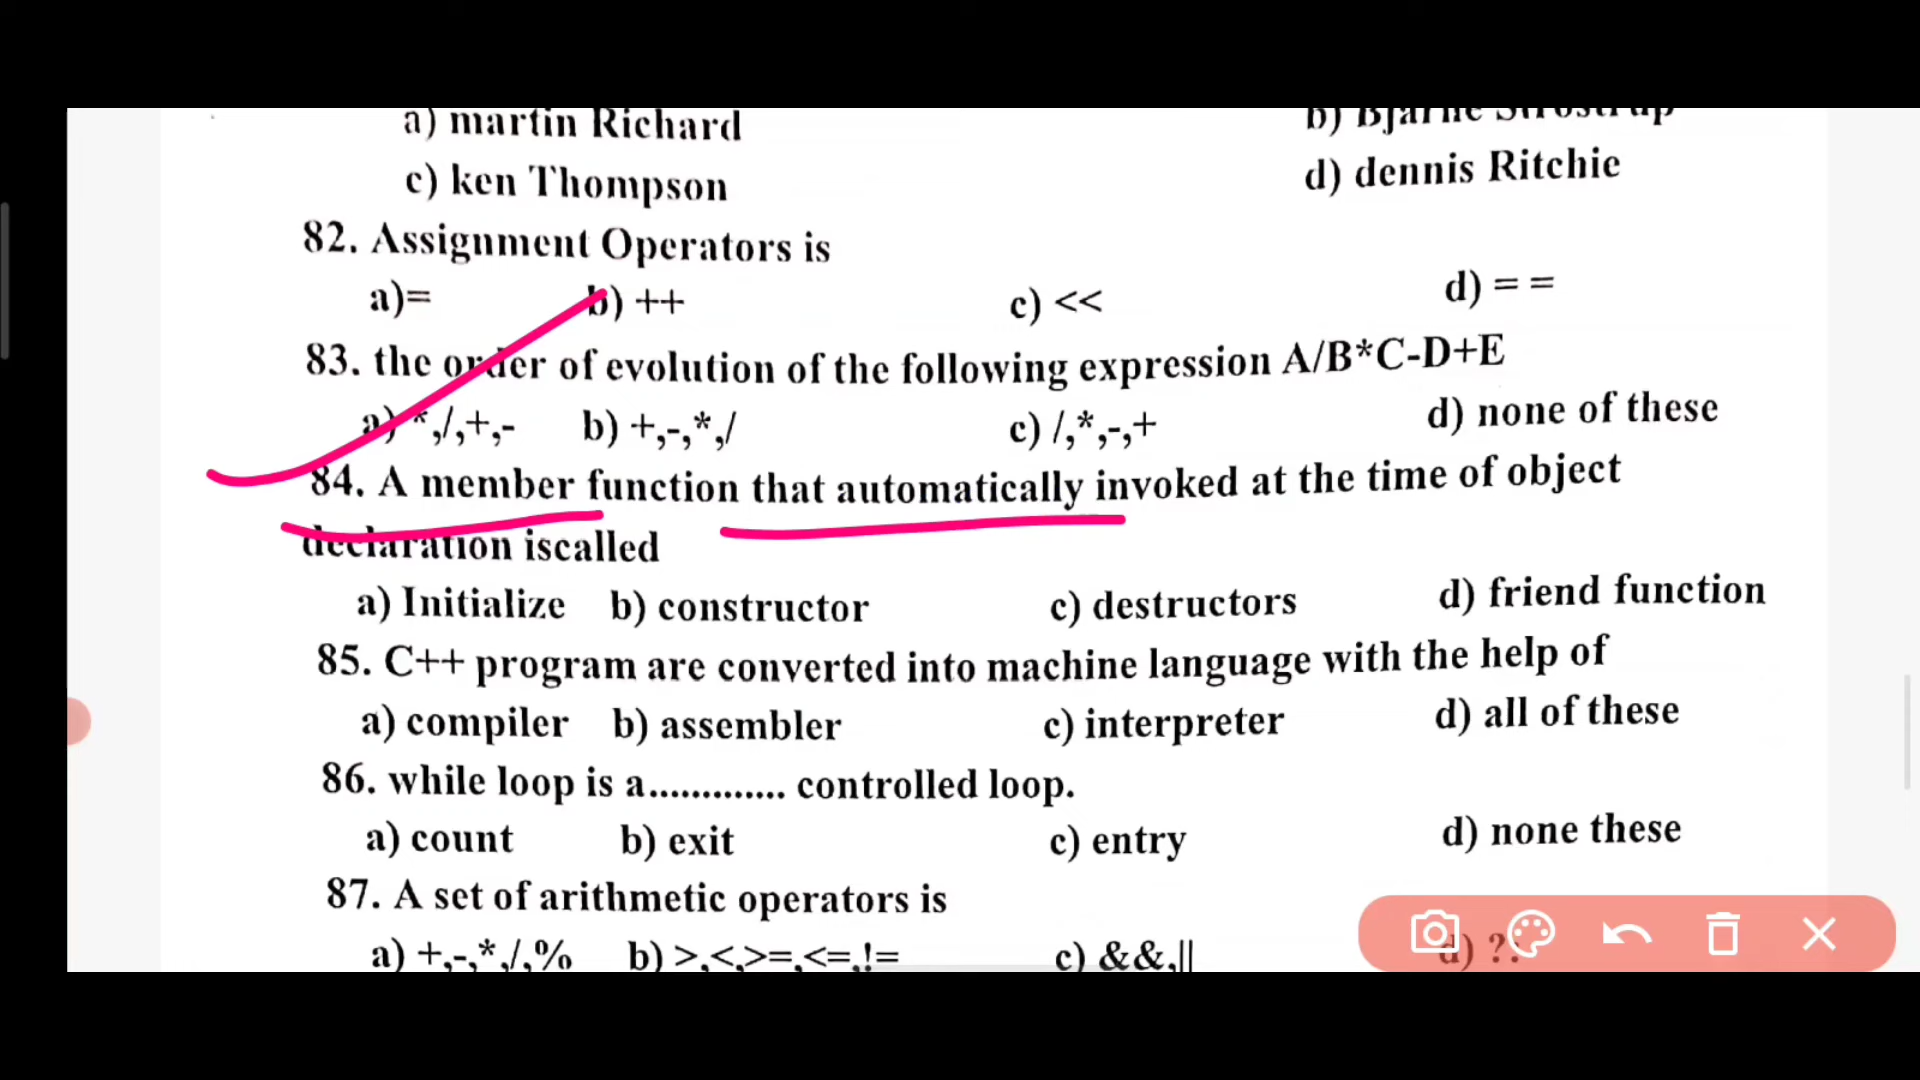 a) martin Richard b) Bjarne Strostrup
c) ken Thompson d) dennis Ritchie
82. Assignment Operators is
a)= b) ++ c) << d) = =
83. the order of evolution of the following expression A/B*C-D+E
a) *,/,+,- b) +,-,*,/ c) /,*,-,+ d) none of these
84. A member function that automatically invoked at the time of object
declaration iscalled
a) Initialize b) constructor c) destructors d) friend function
85. C++ program are converted into machine language with the help of
a) compiler b) assembler c) interpreter d) all of these
86. while loop is a............. controlled loop.
a) count b) exit c) entry d) none these
87. A set of arithmetic operators is
a) +,-,*,/,% b) >,<,>=,<=,!= c) &&,|| d) ?: